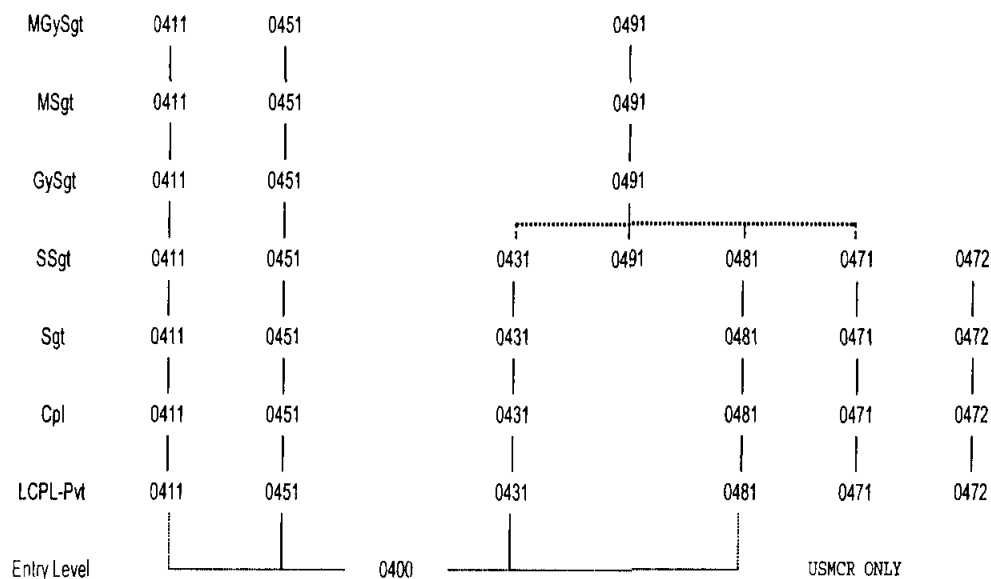 MGySgt 0411 0451 0491
MSgt 0411 0451 0491
GySgt 0411 0451 0491
SSgt 0411 0451 0431 0491 0481 0471 0472
Sgt 0411 0451 0431 0481 0471 0472
Cpl 0411 0451 0431 0481 0471 0472
LCPL-Pvt 0411 0451 0431 0481 0471 0472
Entry Level 0400 USMCR ONLY